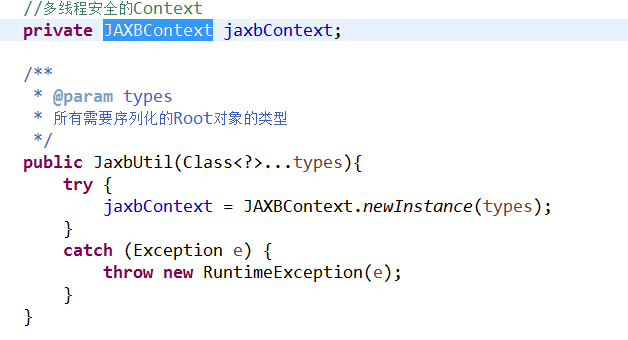 //多线程安全的Context
private JAXBContext jaxbContext;
/**
* @param types
* 所有需要序列化的Root对象的类型
*/
public JaxbUtil(Class<?>...types){
try {
jaxbContext = JAXBContext.newInstance(types);
}
catch (Exception e) {
throw new RuntimeException(e);
}
}